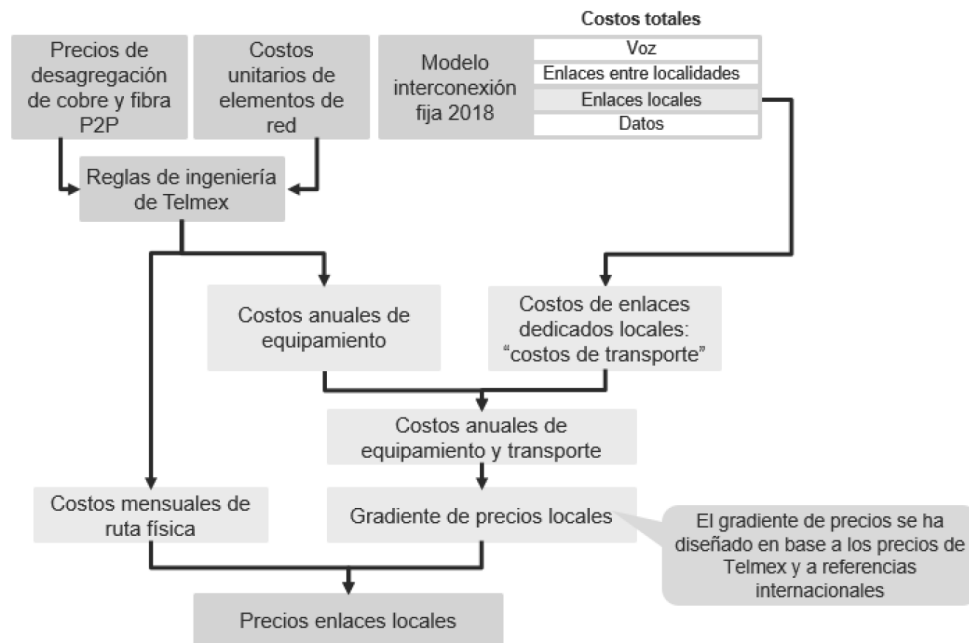 Costos totales
Precios de
desagregación
de cobre y fibra
P2P
Costos
unitarios de
elementos de
red
Modelo
interconexión
fija 2018
Voz
Enlaces entre localidades
Enlaces locales
Datos
Reglas de ingeniería
de Telmex
Costos anuales de
equipamiento
Costos de enlaces
dedicados locales:
“costos de transporte”
Costos anuales de
equipamiento y transporte
Costos mensuales de
ruta física
Gradiente de precios locales
El gradiente de precios se ha
diseñado en base a los precios de
Telmex y a referencias
internacionales
Precios enlaces locales